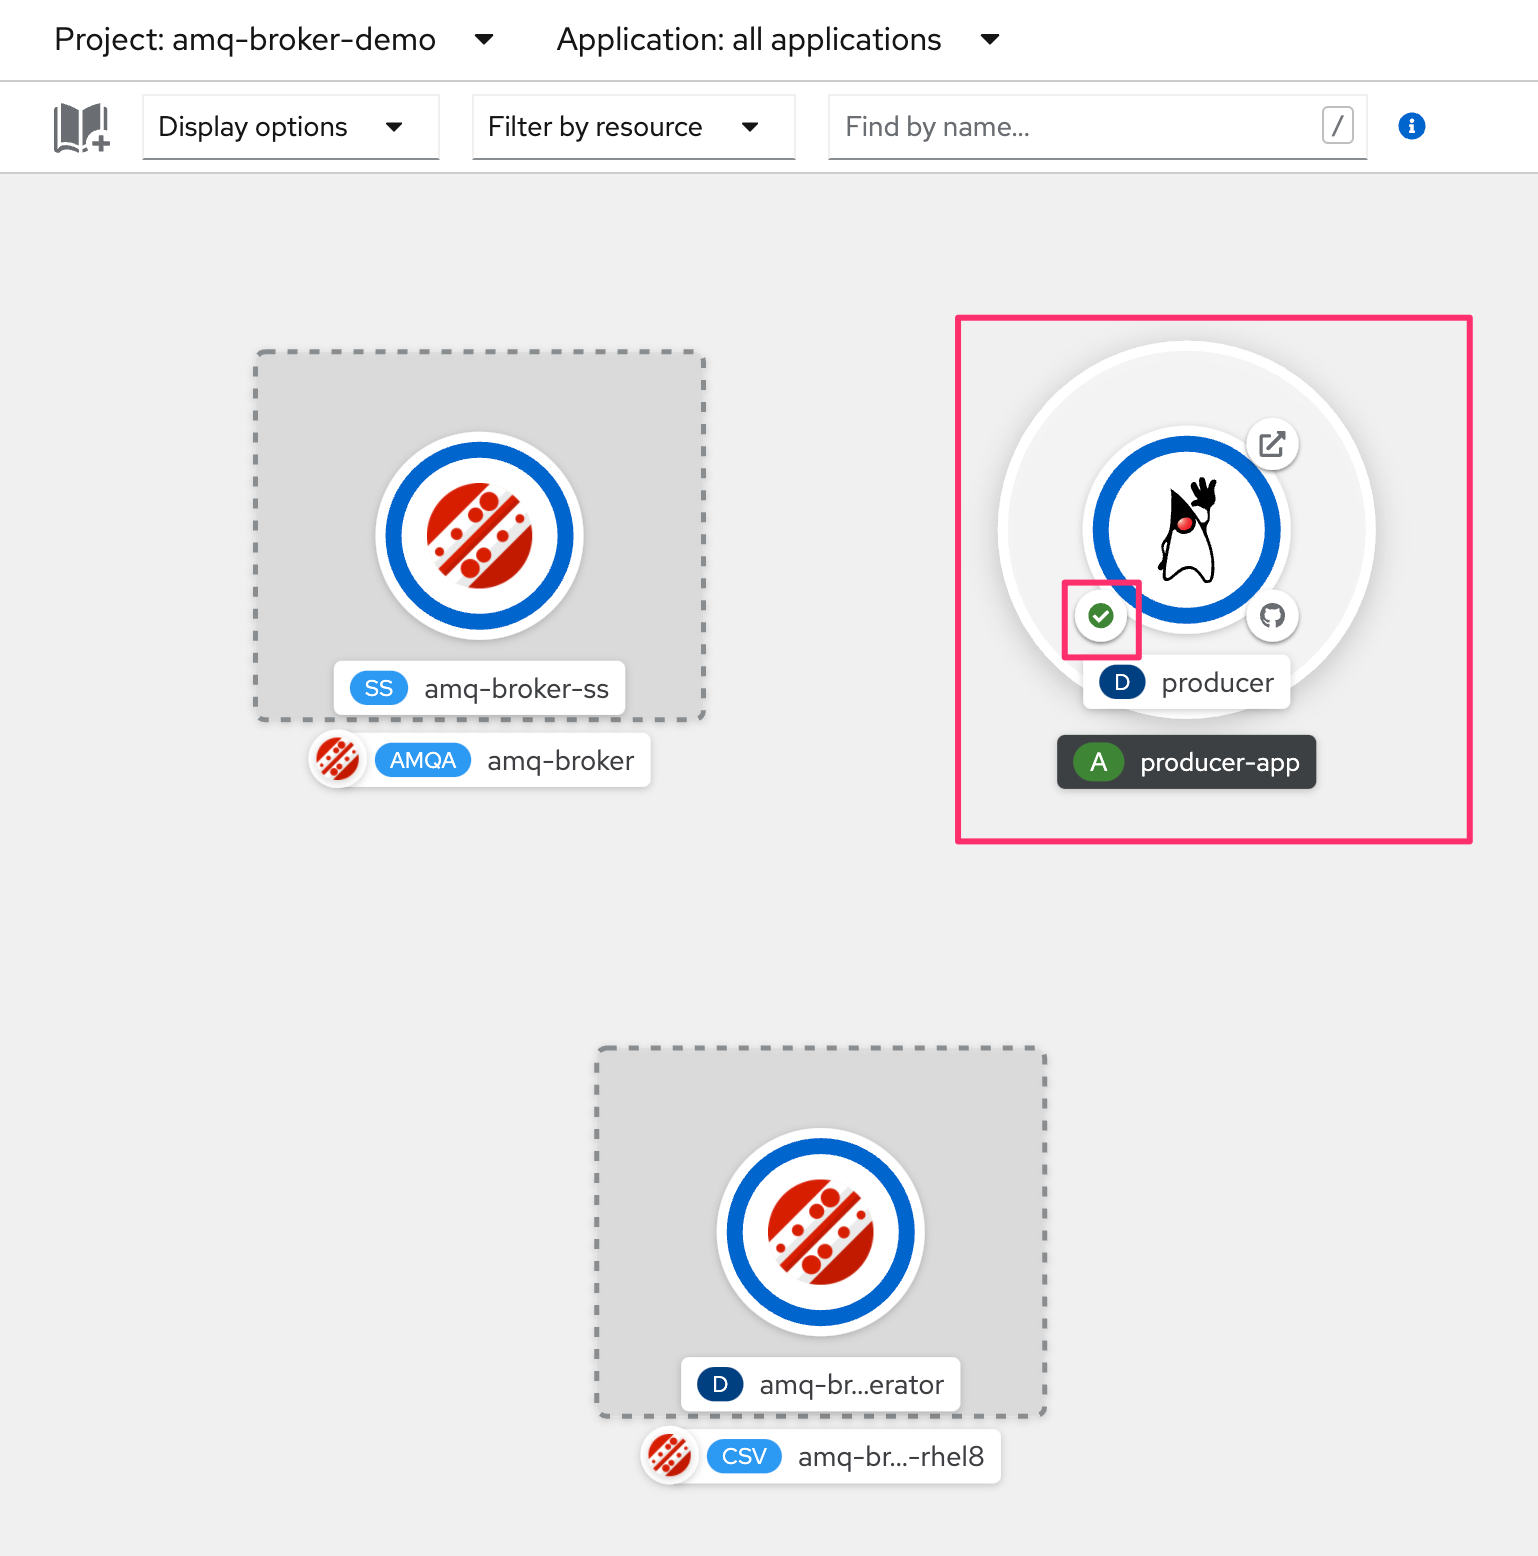 Project: amq-broker-demo Application: all applications
Display options Filter by resource Find by name... /
SS amq-broker-ss
AMQA amq-broker
D producer
A producer-app
D amq-br...erator
CSV amq-br...-rhel8